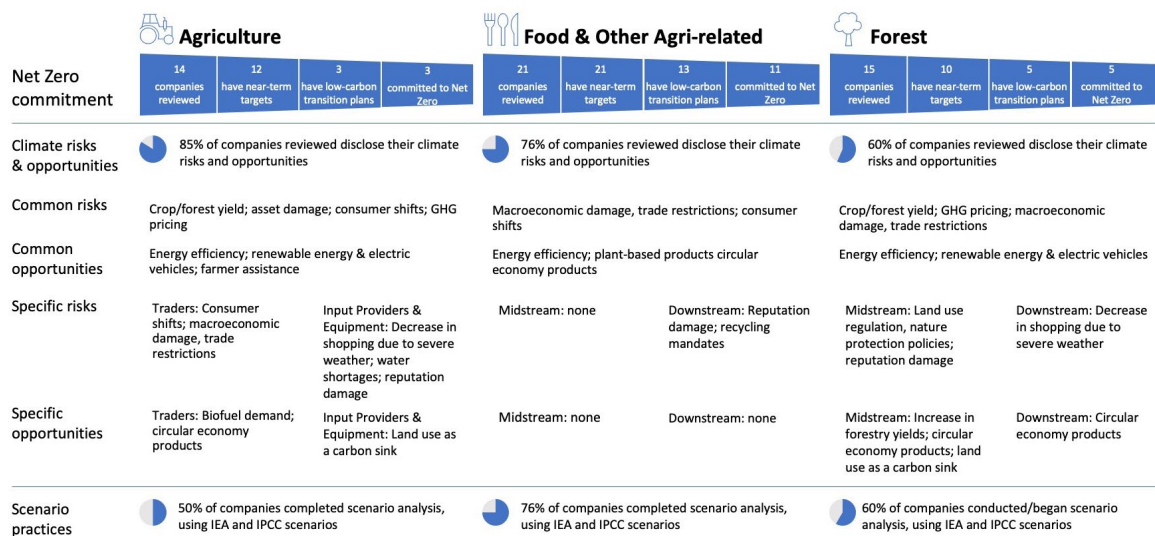 Agriculture
Food & Other Agri-related
Forest
Net Zero
commitment
14
companies
reviewed
12
have near-term
targets
3
have low-carbon
transition plans
3
committed to Net
Zero
21
companies
reviewed
21
have near-term
targets
13
have low-carbon
transition plans
11
committed to Net
Zero
15
companies
reviewed
10
have near-term
targets
5
have low-carbon
transition plans
5
committed to
Net Zero
Climate risks
& opportunities
85% of companies reviewed disclose their climate
risks and opportunities
76% of companies reviewed disclose their climate
risks and opportunities
60% of companies reviewed disclose their climate
risks and opportunities
Common risks
Crop/forest yield; asset damage; consumer shifts; GHG
pricing
Macroeconomic damage, trade restrictions; consumer
shifts
Crop/forest yield; GHG pricing; macroeconomic
damage, trade restrictions
Common
opportunities
Energy efficiency; renewable energy & electric
vehicles; farmer assistance
Energy efficiency; plant-based products circular
economy products
Energy efficiency; renewable energy & electric vehicles
Specific risks
Traders: Consumer
shifts; macroeconomic
damage, trade
restrictions
Input Providers &
Equipment: Decrease in
shopping due to severe
weather; water
shortages; reputation
damage
Midstream: none
Downstream: Reputation
damage; recycling
mandates
Midstream: Land use
regulation, nature
protection policies;
reputation damage
Downstream: Decrease
in shopping due to
severe weather
Specific
opportunities
Traders: Biofuel demand;
circular economy
products
Input Providers &
Equipment: Land use as
a carbon sink
Midstream: none
Downstream: none
Midstream: Increase in
forestry yields; circular
economy products; land
use as a carbon sink
Downstream: Circular
economy products
Scenario
practices
50% of companies completed scenario analysis,
using IEA and IPCC scenarios
76% of companies completed scenario analysis,
using IEA and IPCC scenarios
60% of companies conducted/began scenario
analysis, using IEA and IPCC scenarios